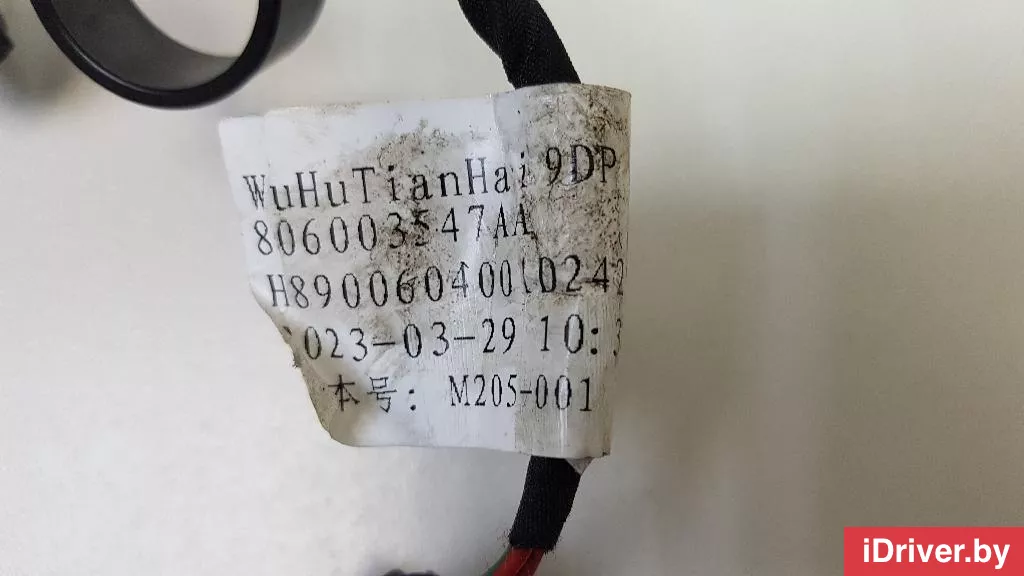 WuHuTianHai 9DP
806003547AA
H8900604001024
023-03-29 10:
本号: M205-001
iDriver.by